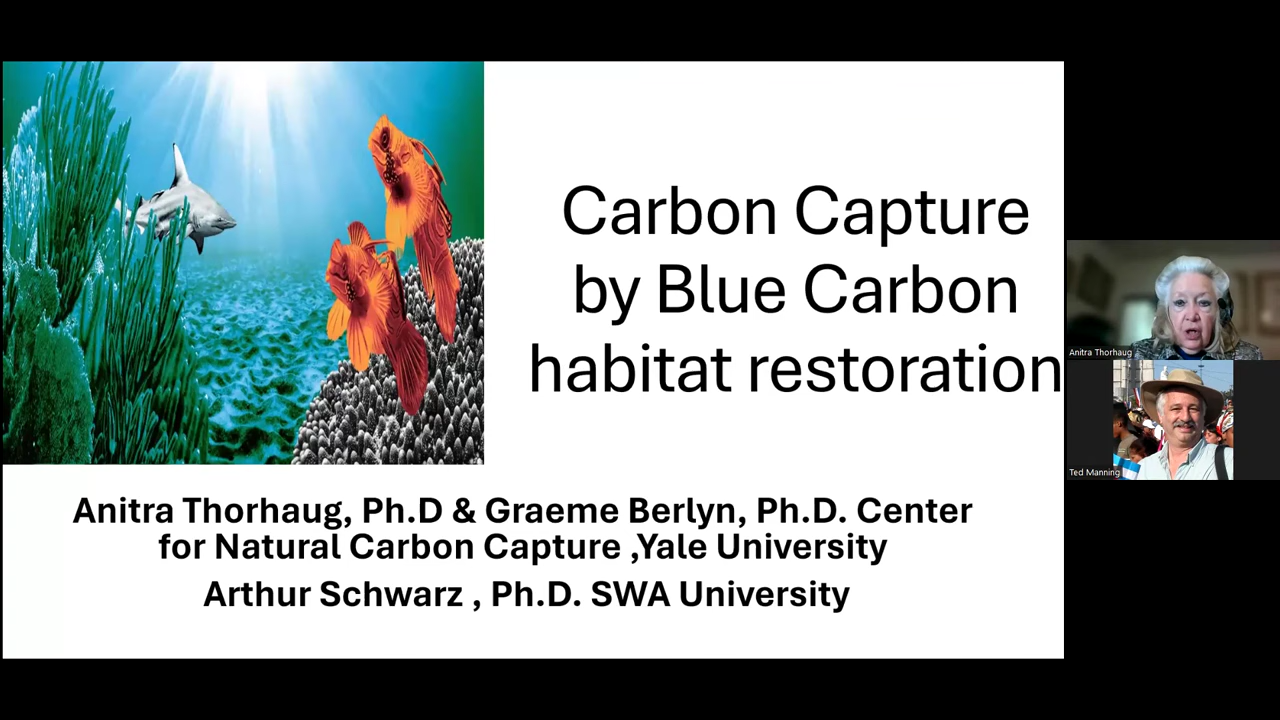 Carbon Capture
by Blue Carbon
habitat restoration
Anitra Thorhaug, Ph.D & Graeme Berlyn, Ph.D. Center
for Natural Carbon Capture ,Yale University
Arthur Schwarz , Ph.D. SWA University
Anitra Thorhaug
Ted Manning